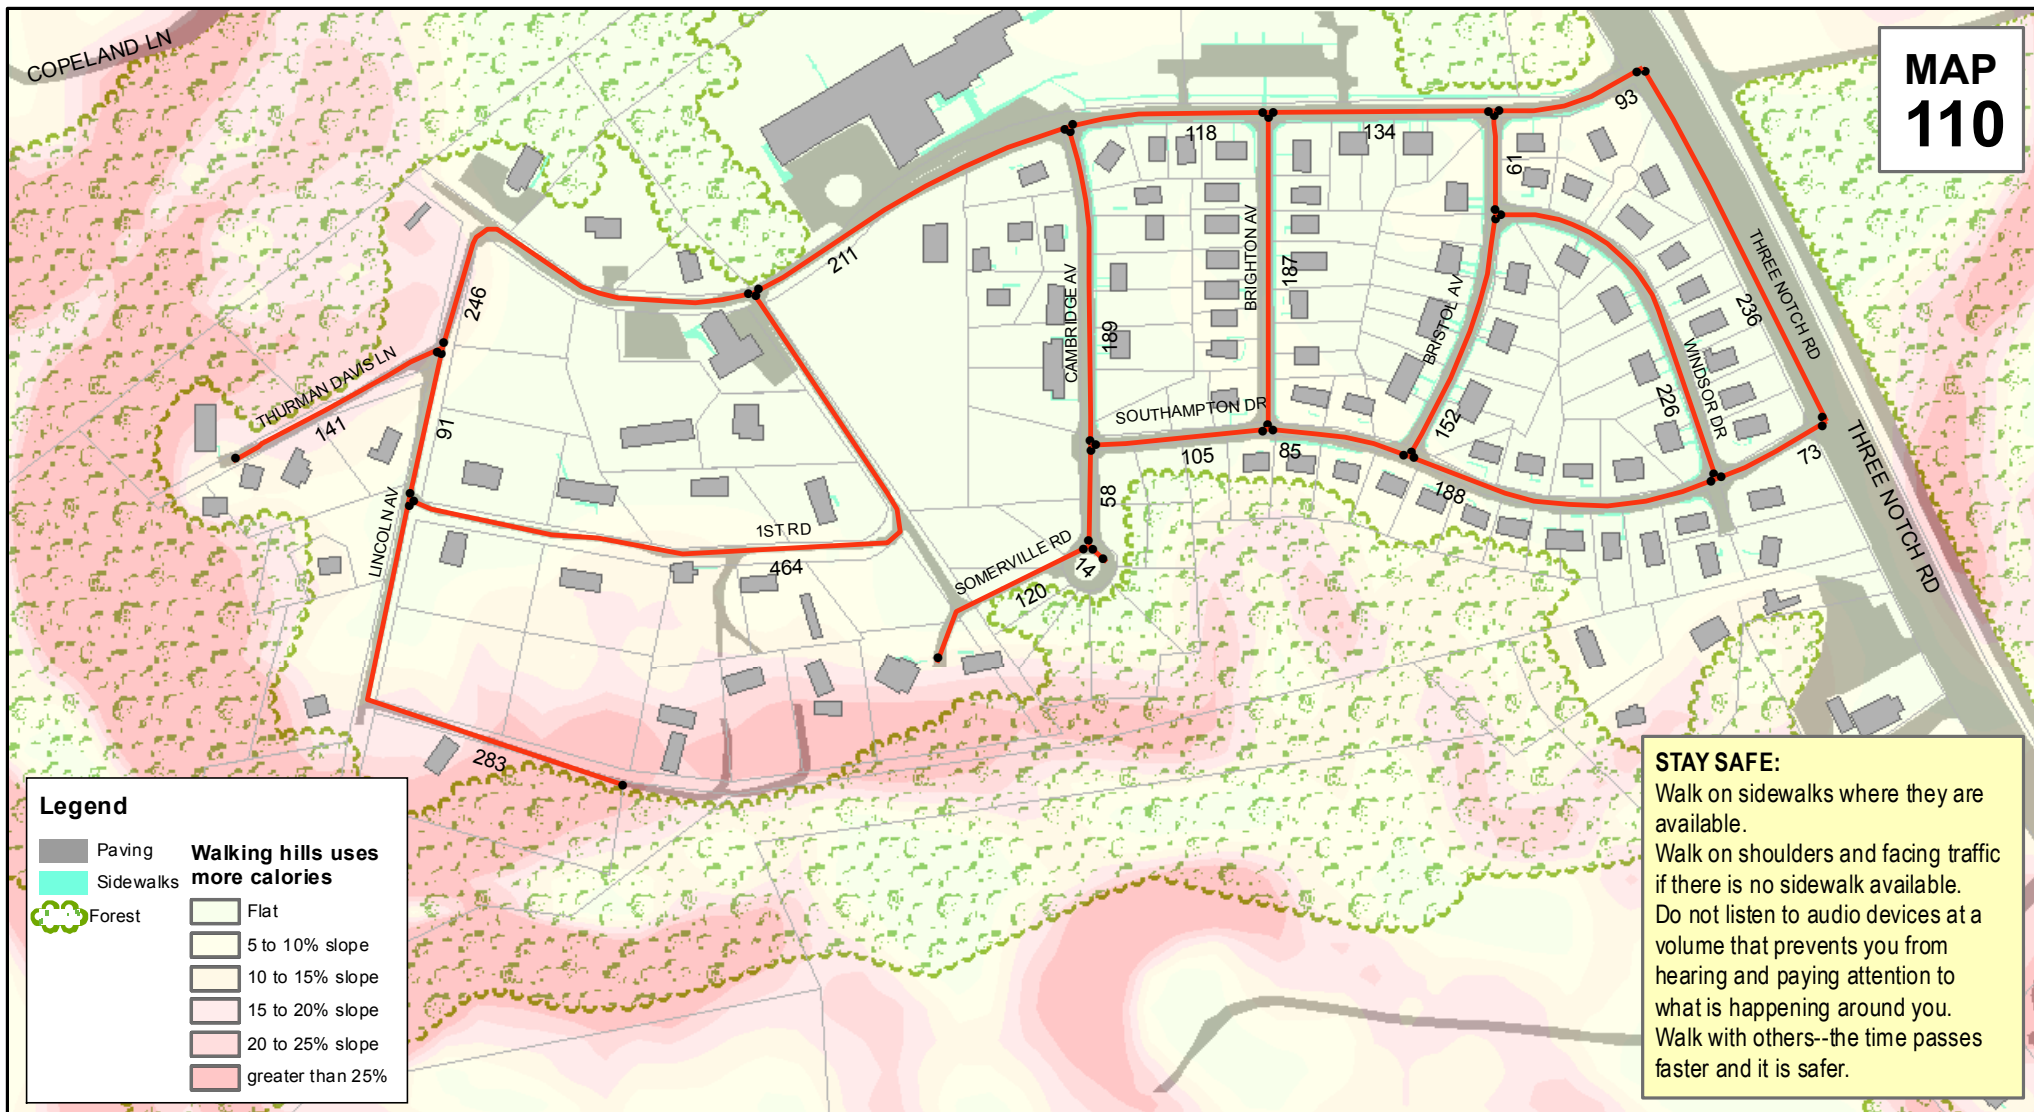 COPELAND LN
MAP
110
93
118
134
61
211
THREE NOTCH RD
236
246
CAMBRIDGE AV
189
BRIGHTON AV
187
BRISTOL AV
152
WINDSOR DR
226
THURMAN DAVIS LN
141
91
SOUTHAMPTON DR
105
85
188
73
THREE NOTCH RD
LINCOLN AV
1ST RD
464
58
SOMERVILLE RD
14
120
283
Legend
Paving
Sidewalks
Forest
Walking hills uses
more calories
Flat
5 to 10% slope
10 to 15% slope
15 to 20% slope
20 to 25% slope
greater than 25%
STAY SAFE:
Walk on sidewalks where they are
available.
Walk on shoulders and facing traffic
if there is no sidewalk available.
Do not listen to audio devices at a
volume that prevents you from
hearing and paying attention to
what is happening around you.
Walk with others--the time passes
faster and it is safer.